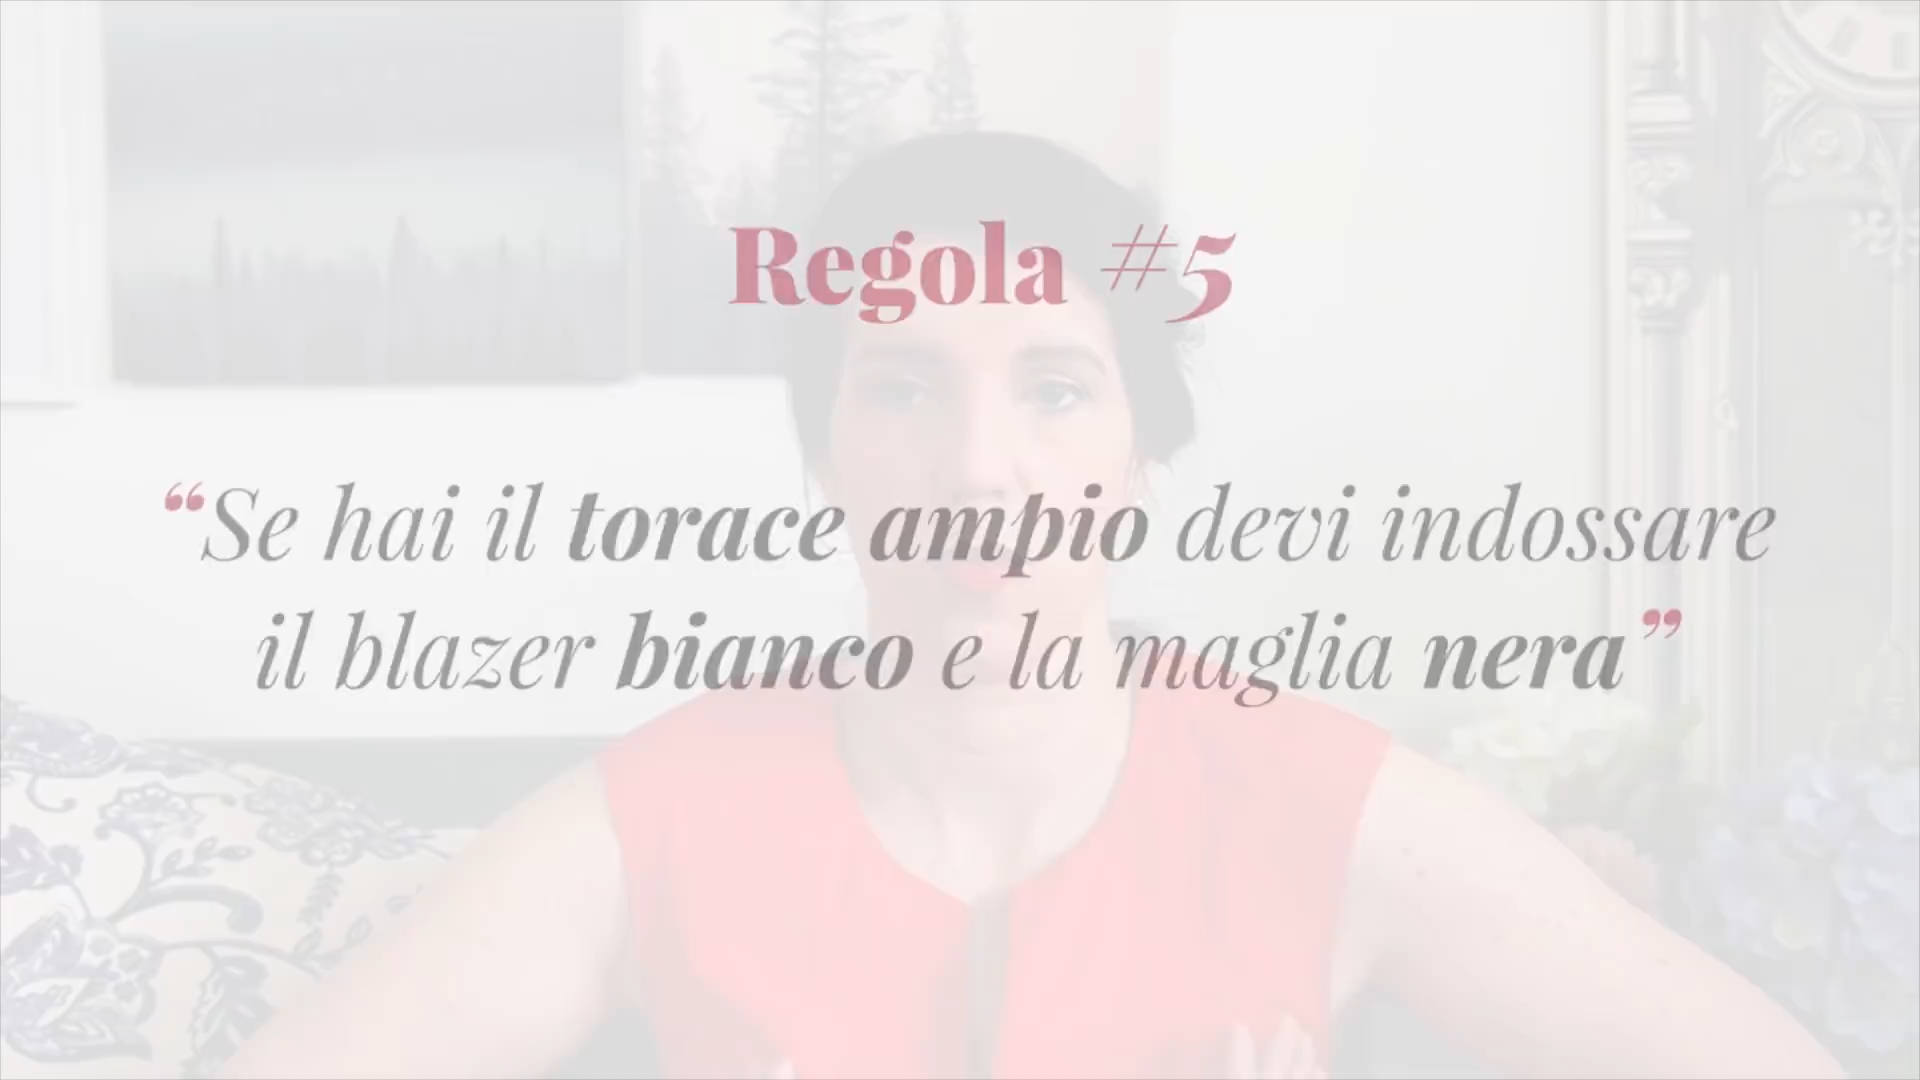 Regola #5
“Se hai il torace ampio devi indossare
il blazer bianco e la maglia nera”